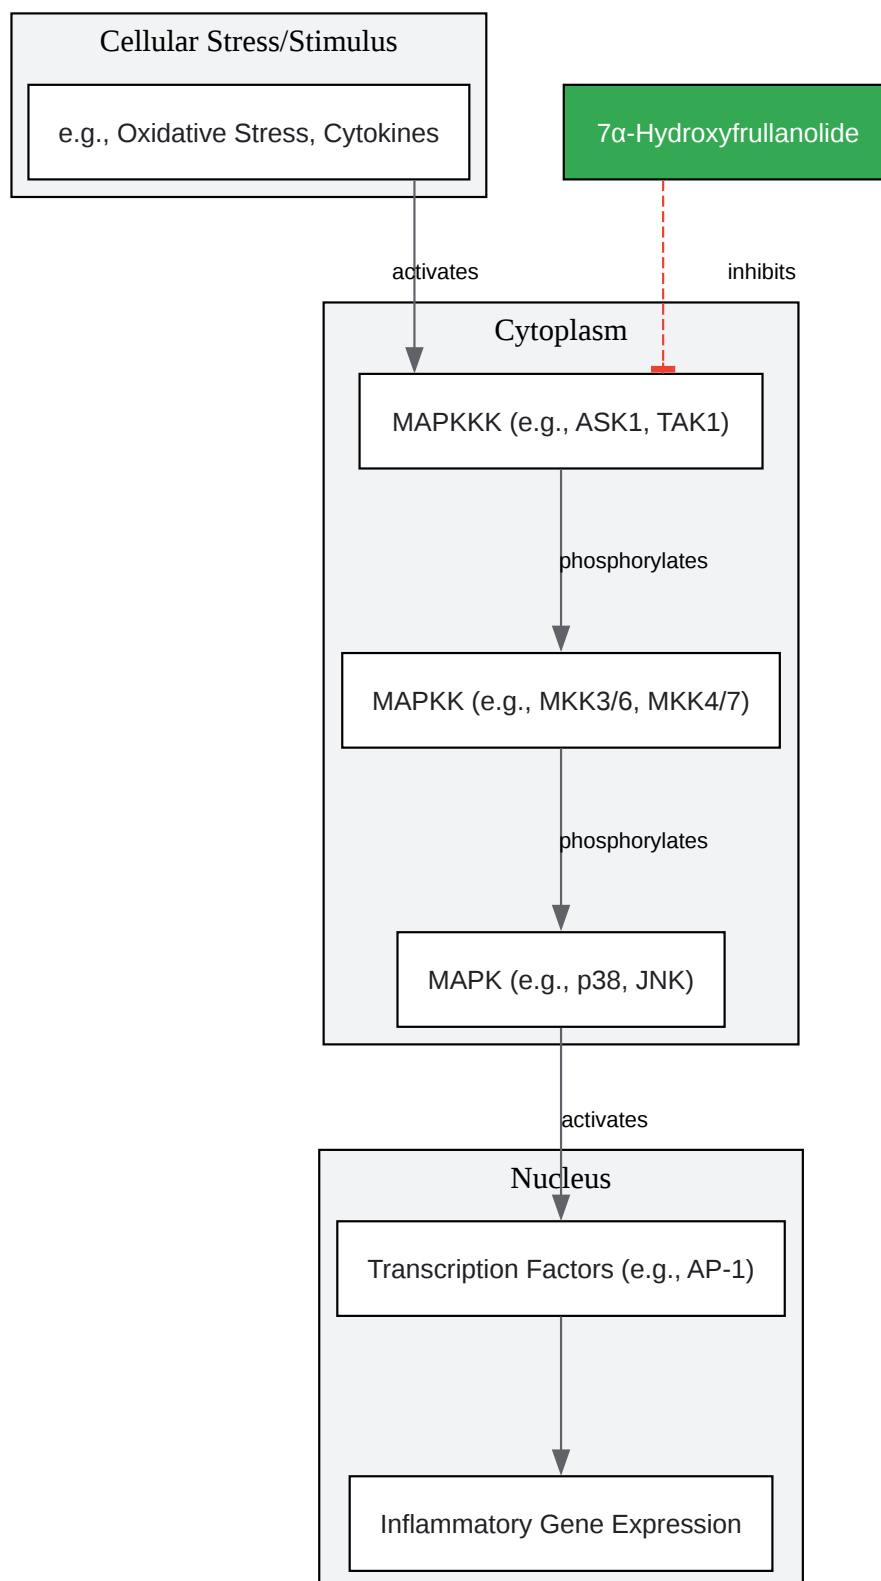 Cellular Stress/Stimulus
e.g., Oxidative Stress, Cytokines
7α-Hydroxyfrullanolide
activates
inhibits
Cytoplasm
MAPKKK (e.g., ASK1, TAK1)
phosphorylates
MAPKK (e.g., MKK3/6, MKK4/7)
phosphorylates
MAPK (e.g., p38, JNK)
activates
Nucleus
Transcription Factors (e.g., AP-1)
Inflammatory Gene Expression